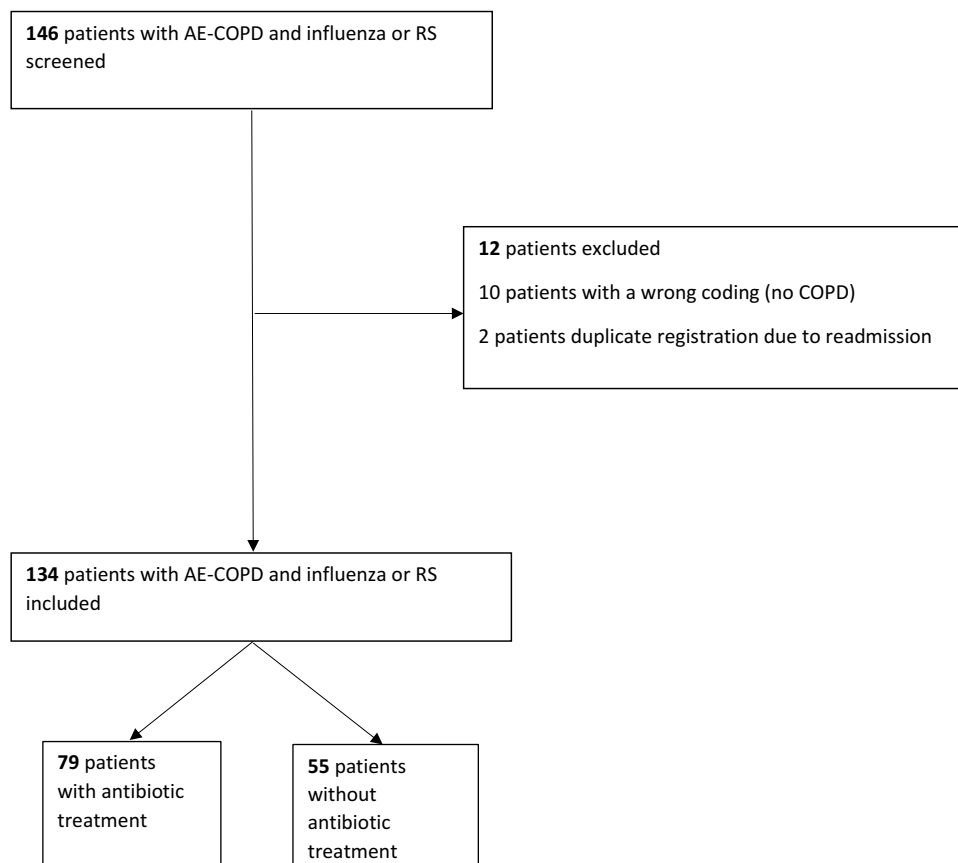 146 patients with AE-COPD and influenza or RS
screened
12 patients excluded
10 patients with a wrong coding (no COPD)
2 patients duplicate registration due to readmission
134 patients with AE-COPD and influenza or RS
included
79 patients
with antibiotic
treatment
55 patients
without
antibiotic
treatment